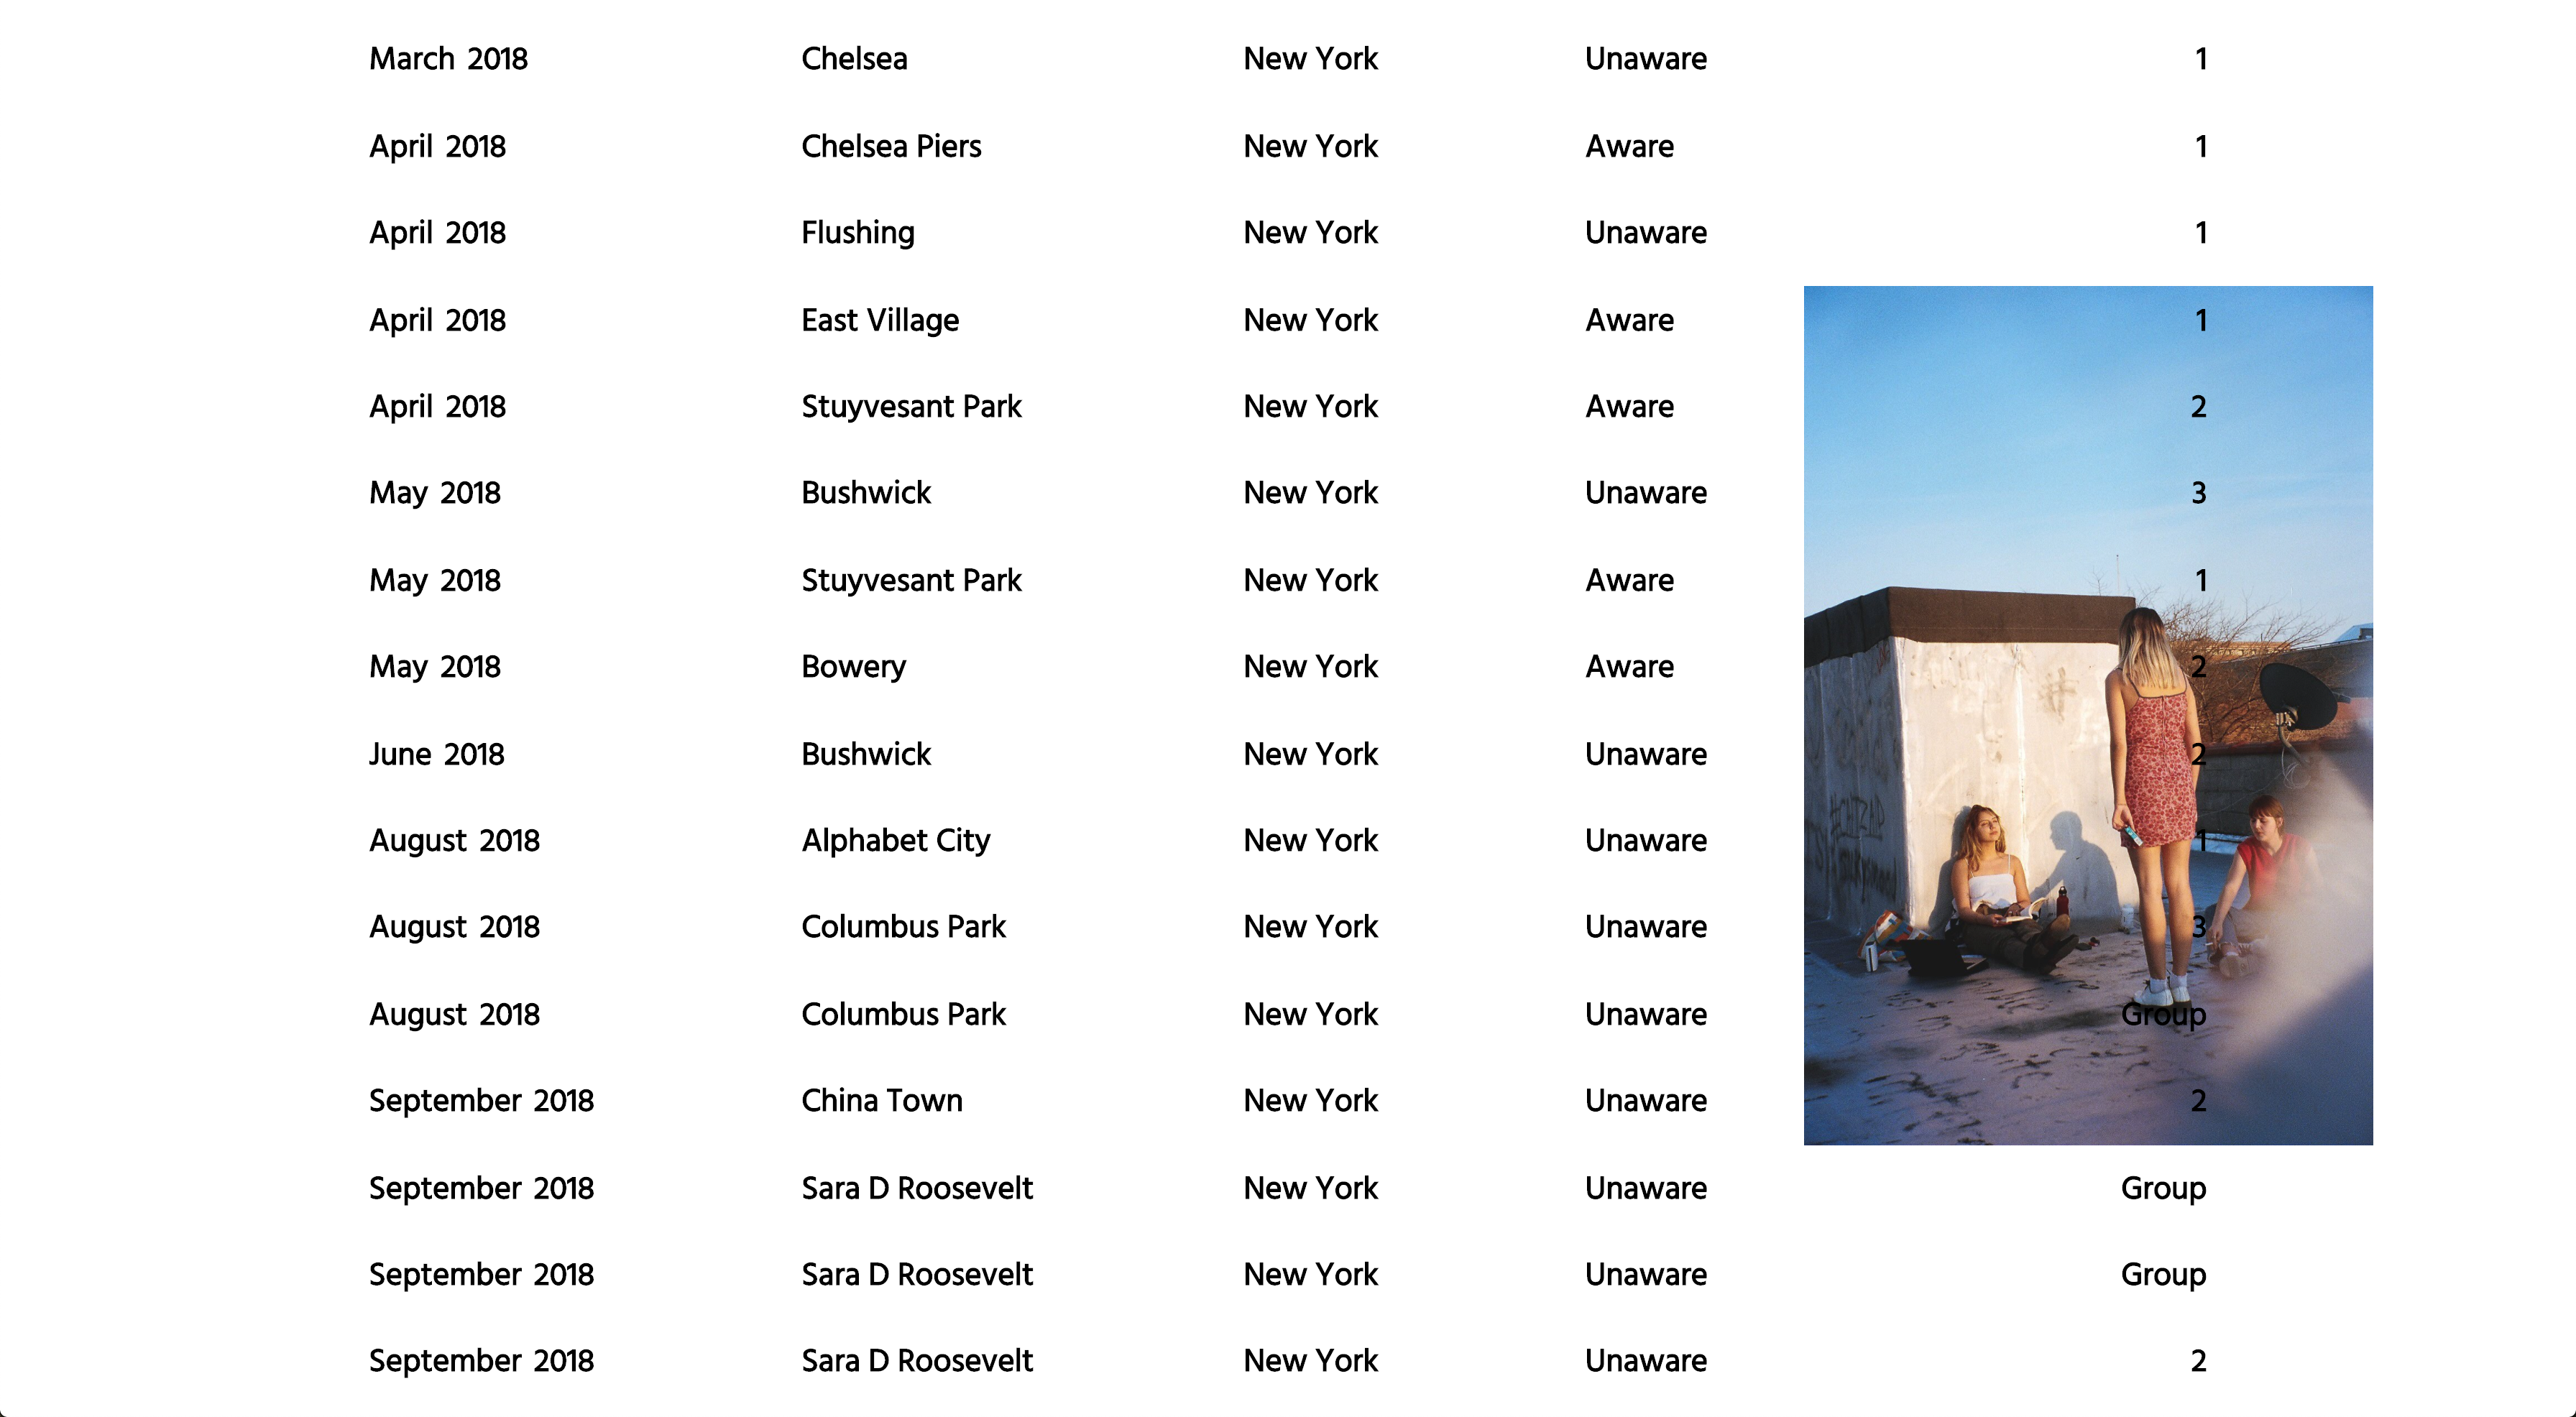 March 2018 Chelsea New York Unaware 1
April 2018 Chelsea Piers New York Aware 1
April 2018 Flushing New York Unaware 1
April 2018 East Village New York Aware 1
April 2018 Stuyvesant Park New York Aware 2
May 2018 Bushwick New York Unaware 3
May 2018 Stuyvesant Park New York Aware 1
May 2018 Bowery New York Aware 2
June 2018 Bushwick New York Unaware 2
August 2018 Alphabet City New York Unaware 1
August 2018 Columbus Park New York Unaware 3
August 2018 Columbus Park New York Unaware Group
September 2018 China Town New York Unaware 2
September 2018 Sara D Roosevelt New York Unaware Group
September 2018 Sara D Roosevelt New York Unaware Group
September 2018 Sara D Roosevelt New York Unaware 2